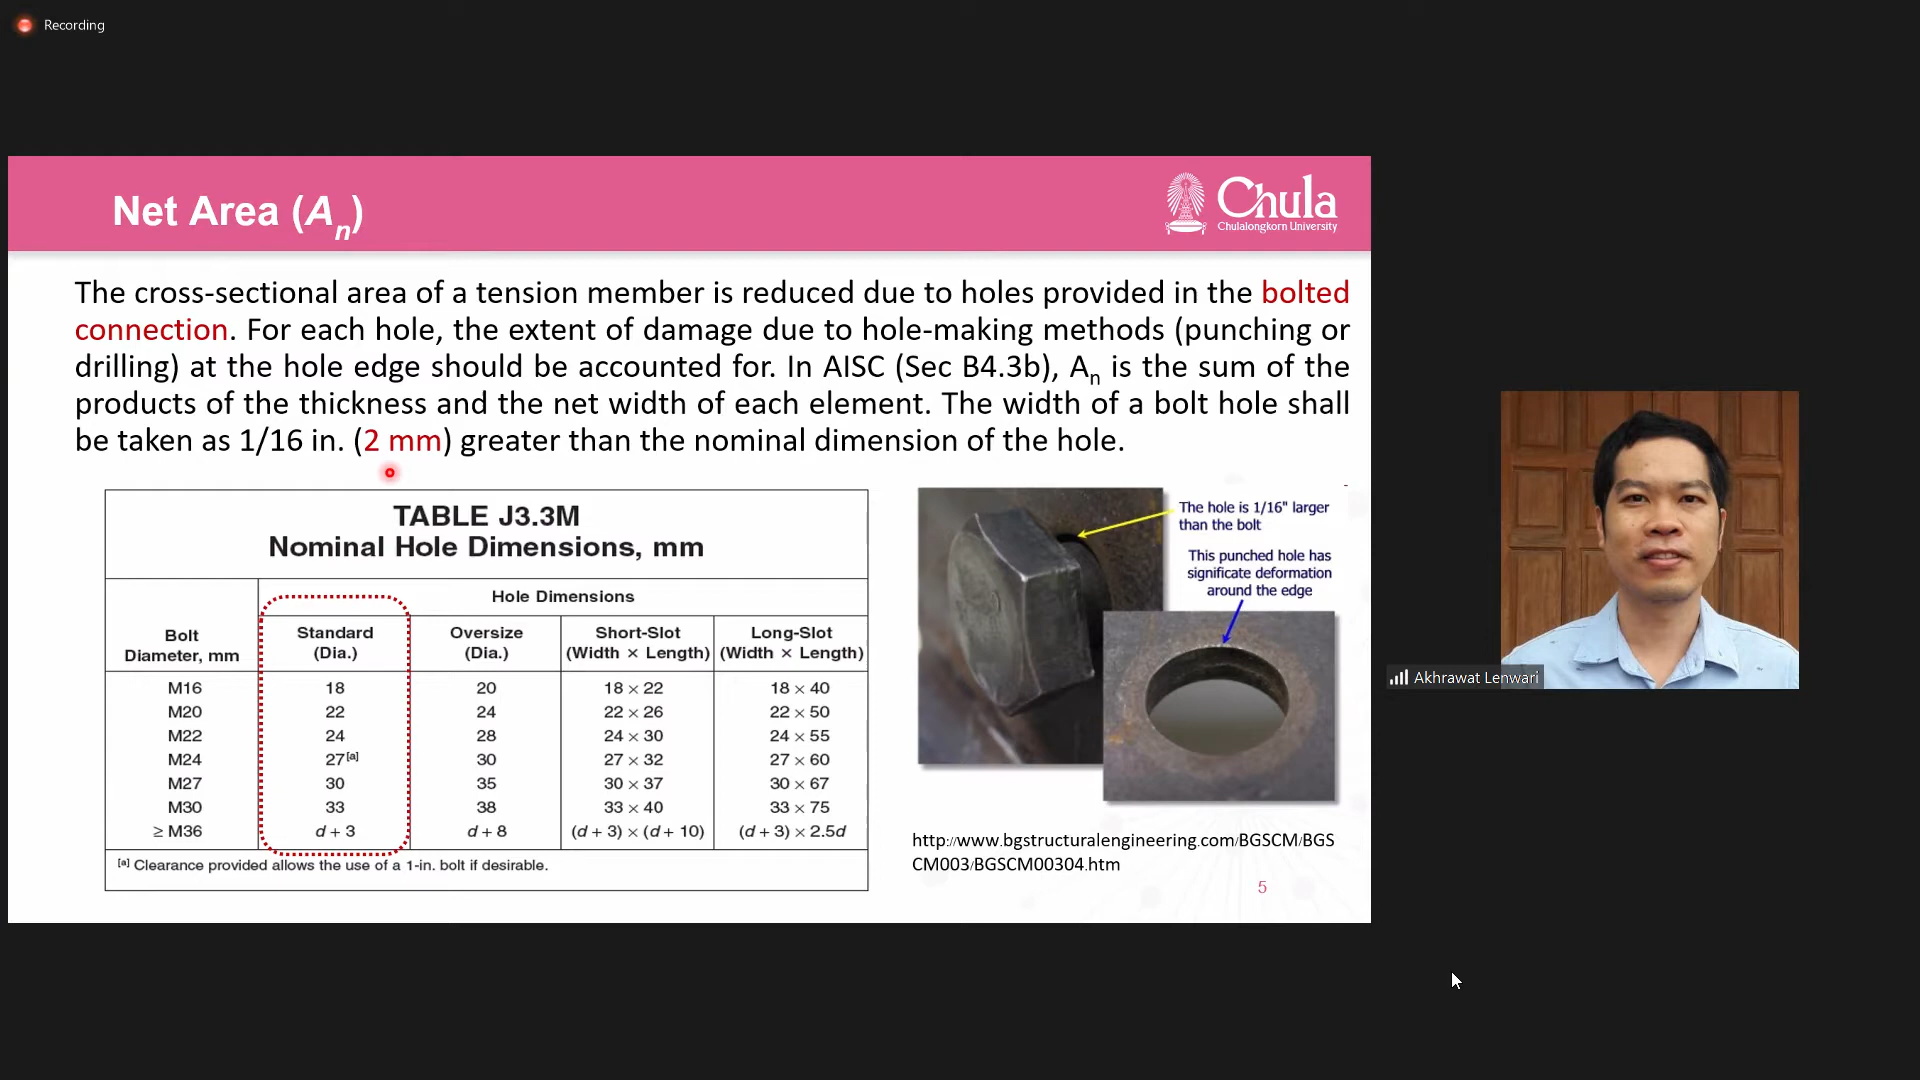 Recording
Net Area (An)
Chula
Chulalongkorn University
The cross-sectional area of a tension member is reduced due to holes provided in the bolted
connection. For each hole, the extent of damage due to hole-making methods (punching or
drilling) at the hole edge should be accounted for. In AISC (Sec B4.3b), An is the sum of the
products of the thickness and the net width of each element. The width of a bolt hole shall
be taken as 1/16 in. (2 mm) greater than the nominal dimension of the hole.
TABLE J3.3M
Nominal Hole Dimensions, mm
Hole Dimensions
Bolt Diameter, mm Standard (Dia.) Oversize (Dia.) Short-Slot (Width × Length) Long-Slot (Width × Length)
M16 18 20 18 × 22 18 × 40
M20 22 24 22 × 26 22 × 50
M22 24 28 24 × 30 24 × 55
M24 27[a] 30 27 × 32 27 × 60
M27 30 35 30 × 37 30 × 67
M30 33 38 33 × 40 33 × 75
≥ M36 d + 3 d + 8 (d + 3) × (d + 10) (d + 3) × 2.5d
[a] Clearance provided allows the use of a 1-in. bolt if desirable.
The hole is 1/16" larger
than the bolt
This punched hole has
significate deformation
around the edge
http://www.bgstructuralengineering.com/BGSCM/BGS
CM003/BGSCM00304.htm
5
Akhrawat Lenwari